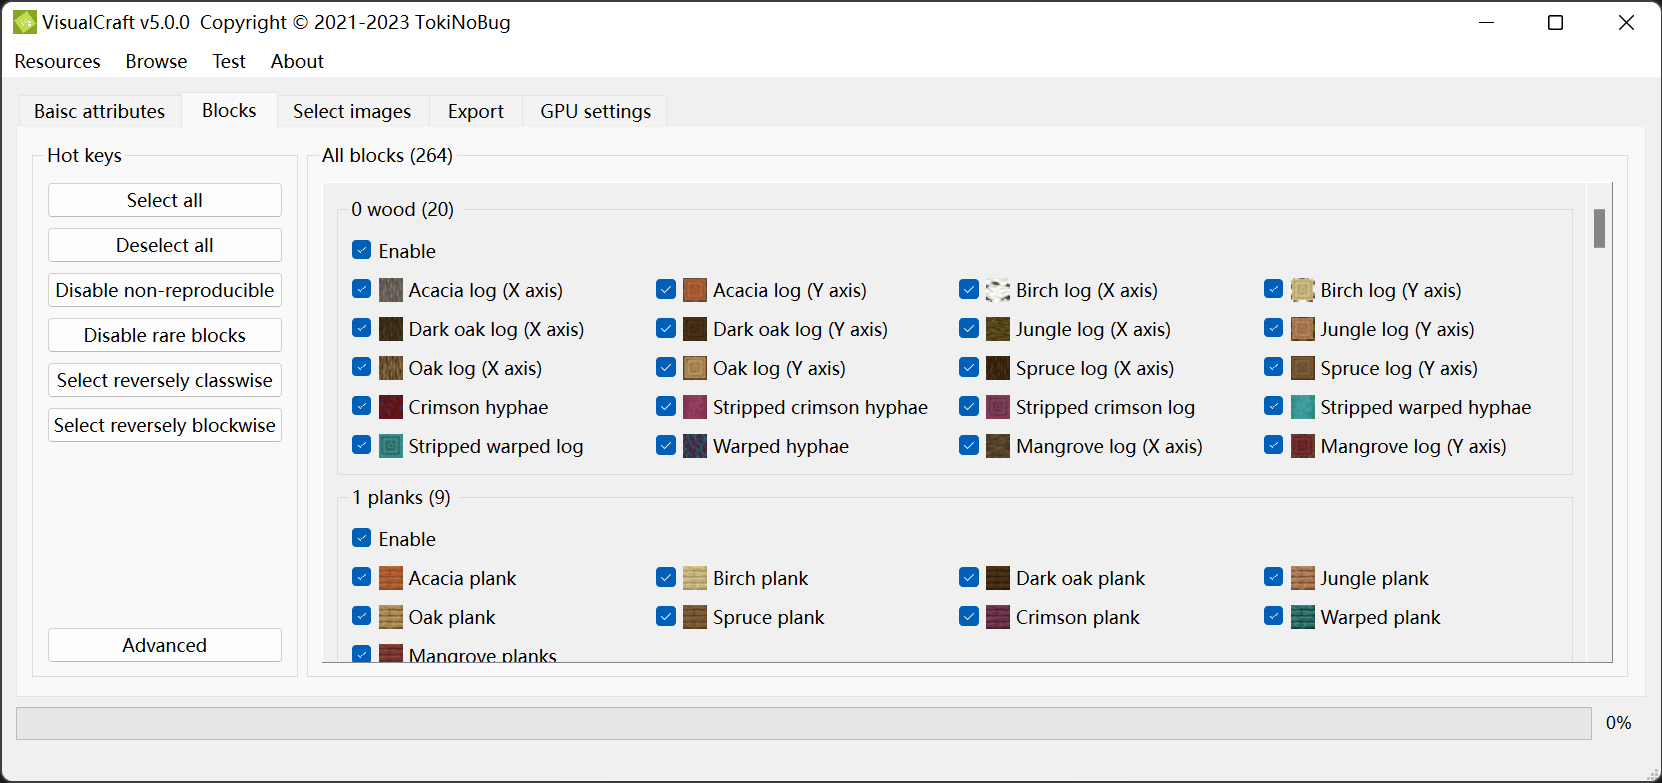 VisualCraft v5.0.0  Copyright © 2021-2023 TokiNoBug
Resources Browse Test About
Baisc attributes Blocks Select images Export GPU settings
Hot keys
Select all
Deselect all
Disable non-reproducible
Disable rare blocks
Select reversely classwise
Select reversely blockwise
Advanced
All blocks (264)
0 wood (20)
Enable
Acacia log (X axis) Acacia log (Y axis) Birch log (X axis) Birch log (Y axis)
Dark oak log (X axis) Dark oak log (Y axis) Jungle log (X axis) Jungle log (Y axis)
Oak log (X axis) Oak log (Y axis) Spruce log (X axis) Spruce log (Y axis)
Crimson hyphae Stripped crimson hyphae Stripped crimson log Stripped warped hyphae
Stripped warped log Warped hyphae Mangrove log (X axis) Mangrove log (Y axis)
1 planks (9)
Enable
Acacia plank Birch plank Dark oak plank Jungle plank
Oak plank Spruce plank Crimson plank Warped plank
Mangrove planks
0%